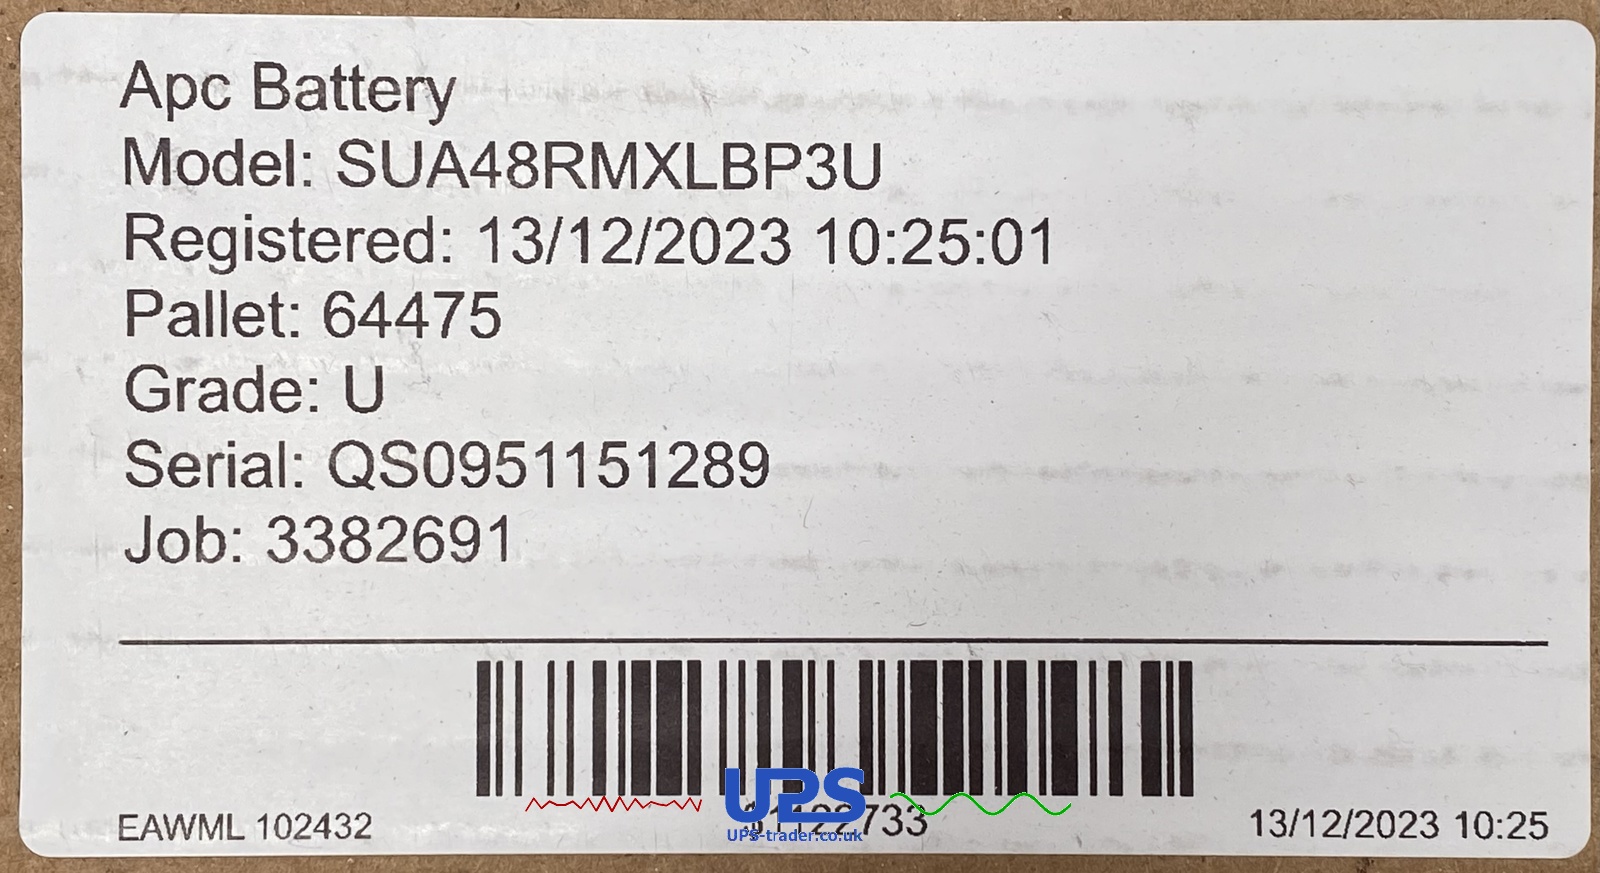 Apc Battery
Model: SUA48RMXLBP3U
Registered: 13/12/2023 10:25:01
Pallet: 64475
Grade: U
Serial: QS0951151289
Job: 3382691
UPS
UPS-trader.co.uk
EAWML 102432
13/12/2023 10:25